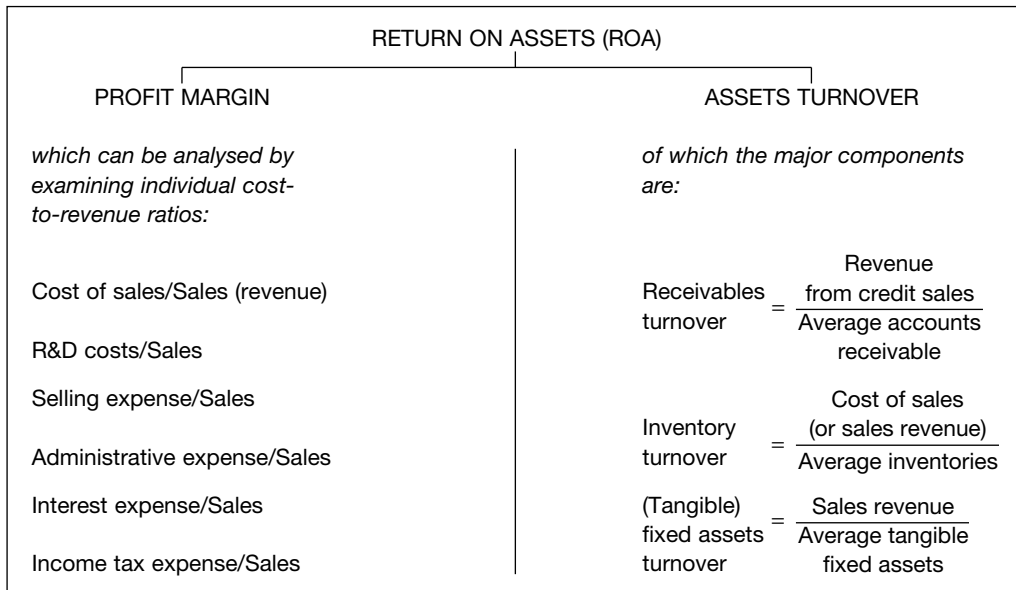 RETURN ON ASSETS (ROA)
PROFIT MARGIN
which can be analysed by
examining individual cost-
to-revenue ratios:
Cost of sales/Sales (revenue)
R&D costs/Sales
Selling expense/Sales
Administrative expense/Sales
Interest expense/Sales
Income tax expense/Sales
ASSETS TURNOVER
of which the major components
are:
Receivables
turnover
=
Revenue
from credit sales
Average accounts
receivable
Inventory
turnover
=
Cost of sales
(or sales revenue)
Average inventories
(Tangible)
fixed assets
turnover
=
Sales revenue
Average tangible
fixed assets